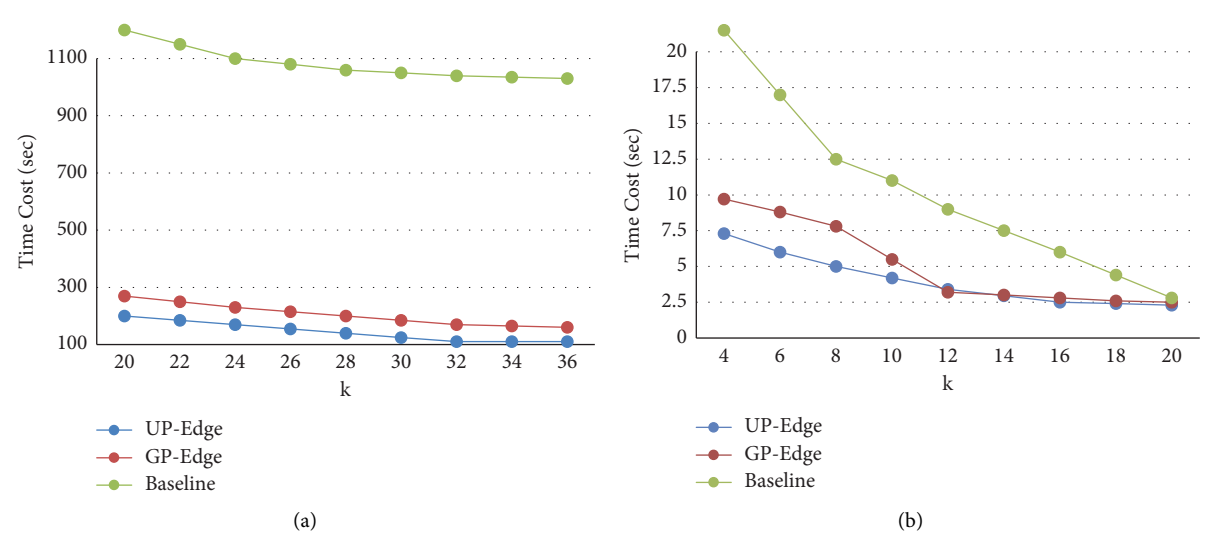 1100
900
700
500
300
100
Time Cost (sec)
20 22 24 26 28 30 32 34 36
k
UP-Edge
GP-Edge
Baseline
(a)
20
17.5
15
12.5
10
7.5
5
2.5
0
Time Cost (sec)
4 6 8 10 12 14 16 18 20
k
UP-Edge
GP-Edge
Baseline
(b)